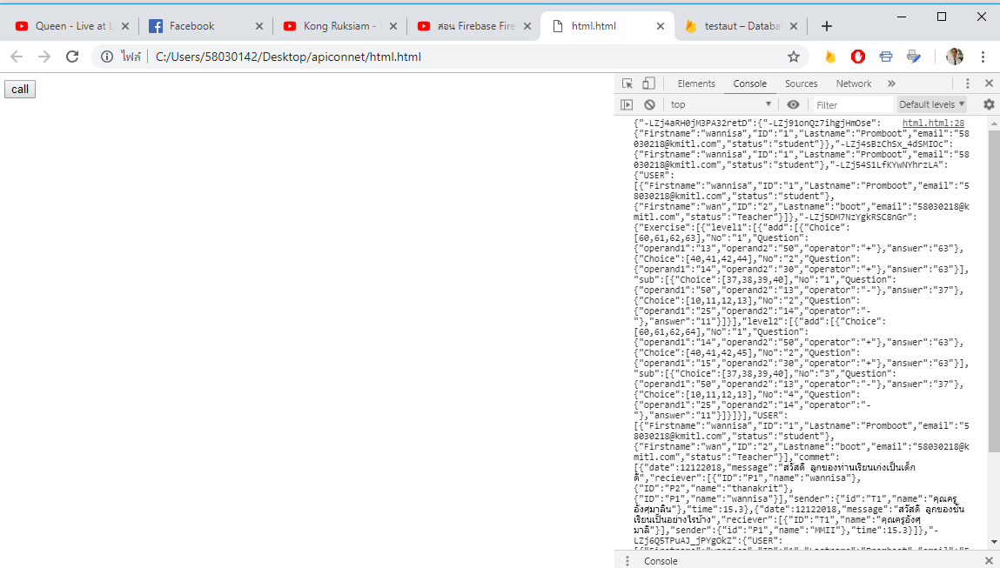 Queen - Live at L
Facebook
Kong Ruksiam -
สอน Firebase Fire
html.html
testaut – Databa
ไฟล์ C:/Users/58030142/Desktop/apiconnet/html.html
call
Elements Console Sources Network »
top Filter Default levels
{"-LZj4aRH0jM3PA32retD":{"-LZj91onQz7ihgjHmOse": html.html:28
{"Firstname":"wannisa","ID":"1","Lastname":"Promboot","email":"58
030218@kmitl.com","status":"student"}},"-LZj4sBzChSx_4dSMIOc":
{"Firstname":"wannisa","ID":"1","Lastname":"Promboot","email":"58
030218@kmitl.com","status":"student"},"-LZj54S1LfKYwNYhrzLA":
{"USER":
[{"Firstname":"wannisa","ID":"1","Lastname":"Promboot","email":"5
8030218@kmitl.com","status":"student"},
{"Firstname":"wan","ID":"2","Lastname":"boot","email":"58030218@k
mitl.com","status":"Teacher"}]},"-LZj5DM7NzYgkRSC8nGr":
{"Exercise":[{"level1":[{"add":[{"Choice":
[60,61,62,63],"No":"1","Question":
{"operand1":"13","operand2":"50","operator":"+"},"answer":"63"},
{"Choice":[40,41,42,44],"No":"2","Question":
{"operand1":"14","operand2":"30","operator":"+"},"answer":"63"}],
"sub":[{"Choice":[37,38,39,40],"No":"1","Question":
{"operand1":"50","operand2":"13","operator":"-"},"answer":"37"},
{"Choice":[10,11,12,13],"No":"2","Question":
{"operand1":"25","operand2":"14","operator":"-
"},"answer":"11"}]}],"level2":[{"add":[{"Choice":
[60,61,62,64],"No":"1","Question":
{"operand1":"14","operand2":"50","operator":"+"},"answer":"63"},
{"Choice":[40,41,42,45],"No":"2","Question":
{"operand1":"15","operand2":"30","operator":"+"},"answer":"63"}],
"sub":[{"Choice":[37,38,39,40],"No":"3","Question":
{"operand1":"50","operand2":"13","operator":"-"},"answer":"37"},
{"Choice":[10,11,12,13],"No":"4","Question":
{"operand1":"25","operand2":"14","operator":"-
"},"answer":"11"}]}]}],"USER":
[{"Firstname":"wannisa","ID":"1","Lastname":"Promboot","email":"5
8030218@kmitl.com","status":"student"},
{"Firstname":"wan","ID":"2","Lastname":"boot","email":"58030218@k
mitl.com","status":"Teacher"}],"commet":
[{"date":12122018,"message":"สวัสดี ลูกของท่านเรียนเก่งเป็นเด็ก
ดี","reciever":[{"ID":"P1","name":"wannisa"},
{"ID":"P2","name":"thanakrit"},
{"ID":"P1","name":"wannisa"}],"sender":{"id":"T1","name":"คุณครู
อังศุมาลิน"},"time":15.3},{"date":12122018,"message":"สวัสดี ลูกของชั้น
เรียนเป็นอย่างไรบ้าง","reciever":[{"ID":"T1","name":"คุณครูอังศุ
มาลี"}],"sender":{"id":"P1","name":"MMII"},"time":15.3}]},"-
LZj6Q5TPuAJ_jPYgOkZ":{"USER":
[{"Firstname":"wannisa","ID":"1","Lastname":"Promboot","email":"5
Console